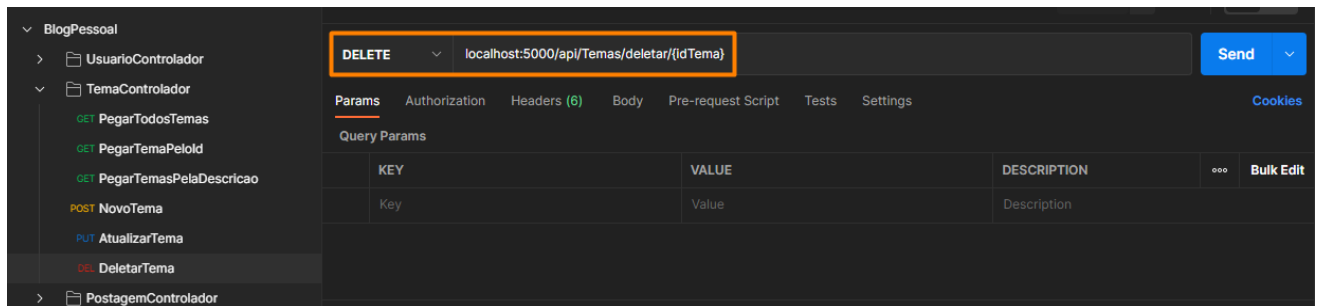 BlogPessoal
UsuarioControlador
TemaControlador
GET PegarTodosTemas
GET PegarTemaPeloId
GET PegarTemasPelaDescricao
POST NovoTema
PUT AtualizarTema
DEL DeletarTema
PostagemControlador
DELETE localhost:5000/api/Temas/deletar/{idTema} Send
Params Authorization Headers (6) Body Pre-request Script Tests Settings Cookies
Query Params
KEY VALUE DESCRIPTION ooo Bulk Edit
Key Value Description